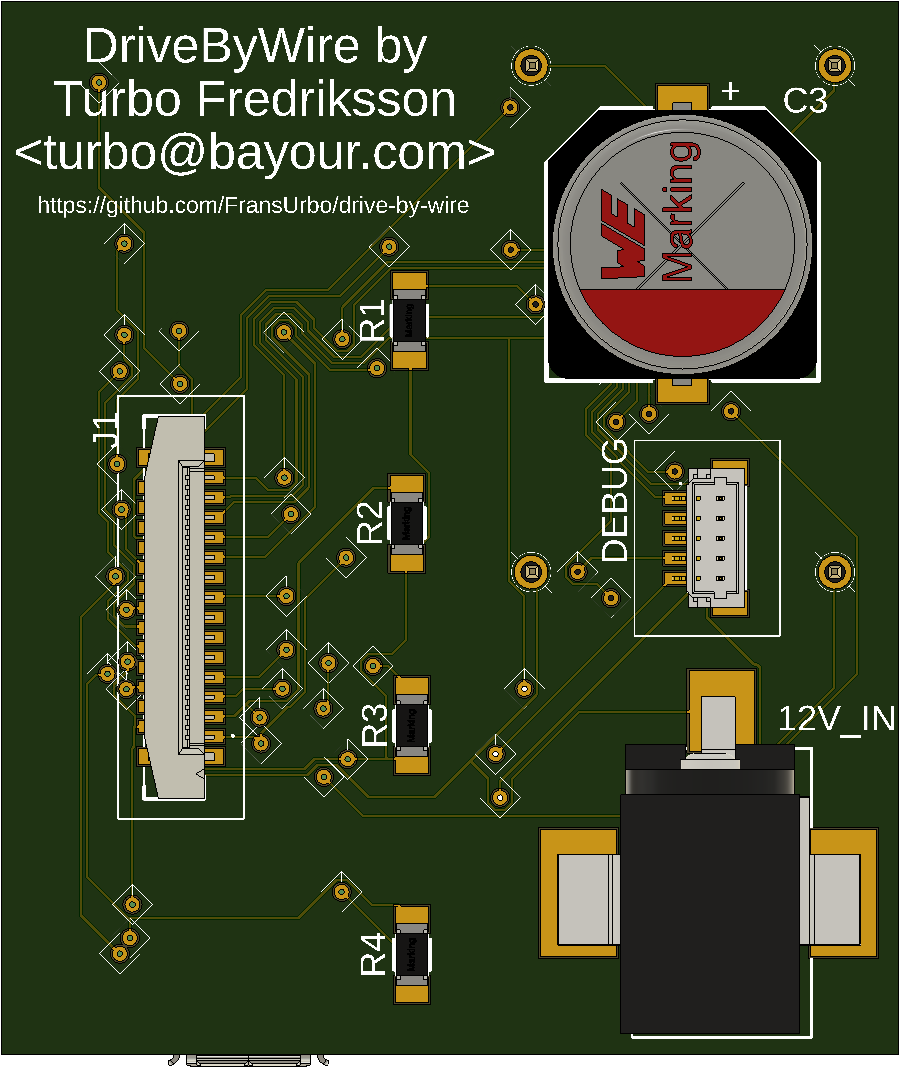 DriveByWire by
Turbo Fredriksson
<turbo@bayour.com>
https://github.com/FransUrbo/drive-by-wire
+
C3
WE
Marking
R1
Marking
J1
DEBUG
R2
Marking
R3
Marking
12V_IN
R4
Marking